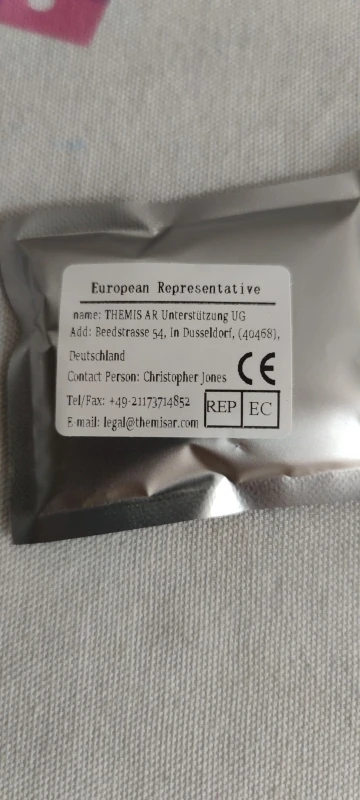 European Representative
name: THEMIS AR Unterstützung UG
Add: Beedstrasse 54, In Dusseldorf, (40468),
Deutschland
Contact Person: Christopher Jones
CE
Tel/Fax: +49-21173714852
REP EC
E-mail: legal@themisar.com